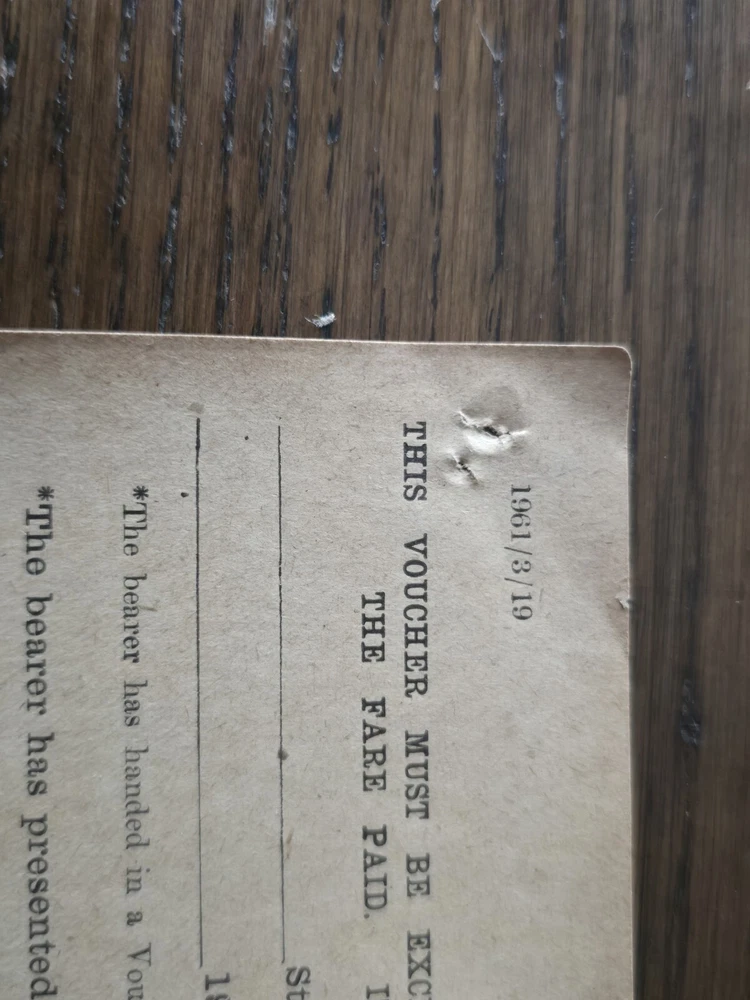 1961/3/19
THIS VOUCHER MUST BE EXC
THE FARE PAID. I
St
19
*The bearer has handed in a Vou
*The bearer has presented